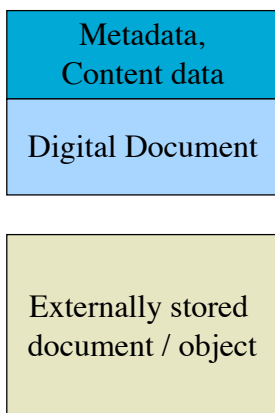 Metadata,
Content data
Digital Document
Externally stored
document / object